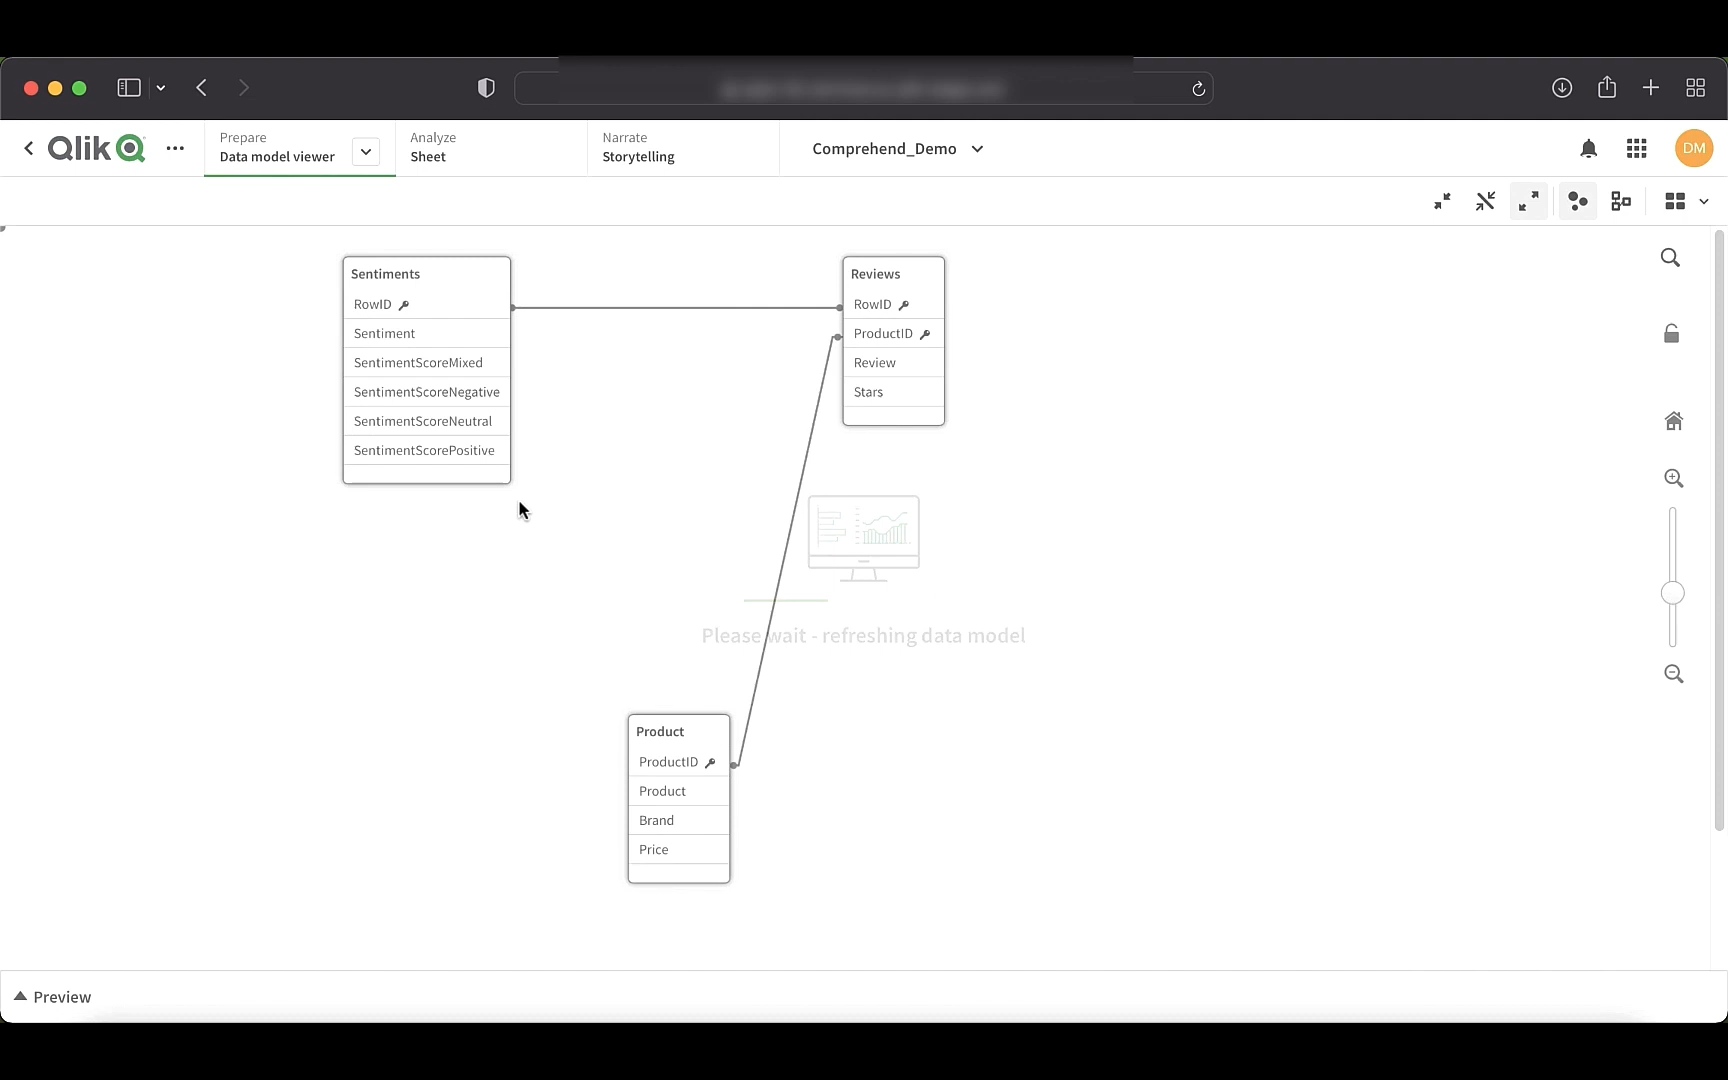 Qlik
Prepare
Data model viewer
Analyze
Sheet
Narrate
Storytelling
Comprehend_Demo
DM
Sentiments
RowID
Sentiment
SentimentScoreMixed
SentimentScoreNegative
SentimentScoreNeutral
SentimentScorePositive
Reviews
RowID
ProductID
Review
Stars
Please wait - refreshing data model
Product
ProductID
Product
Brand
Price
Preview